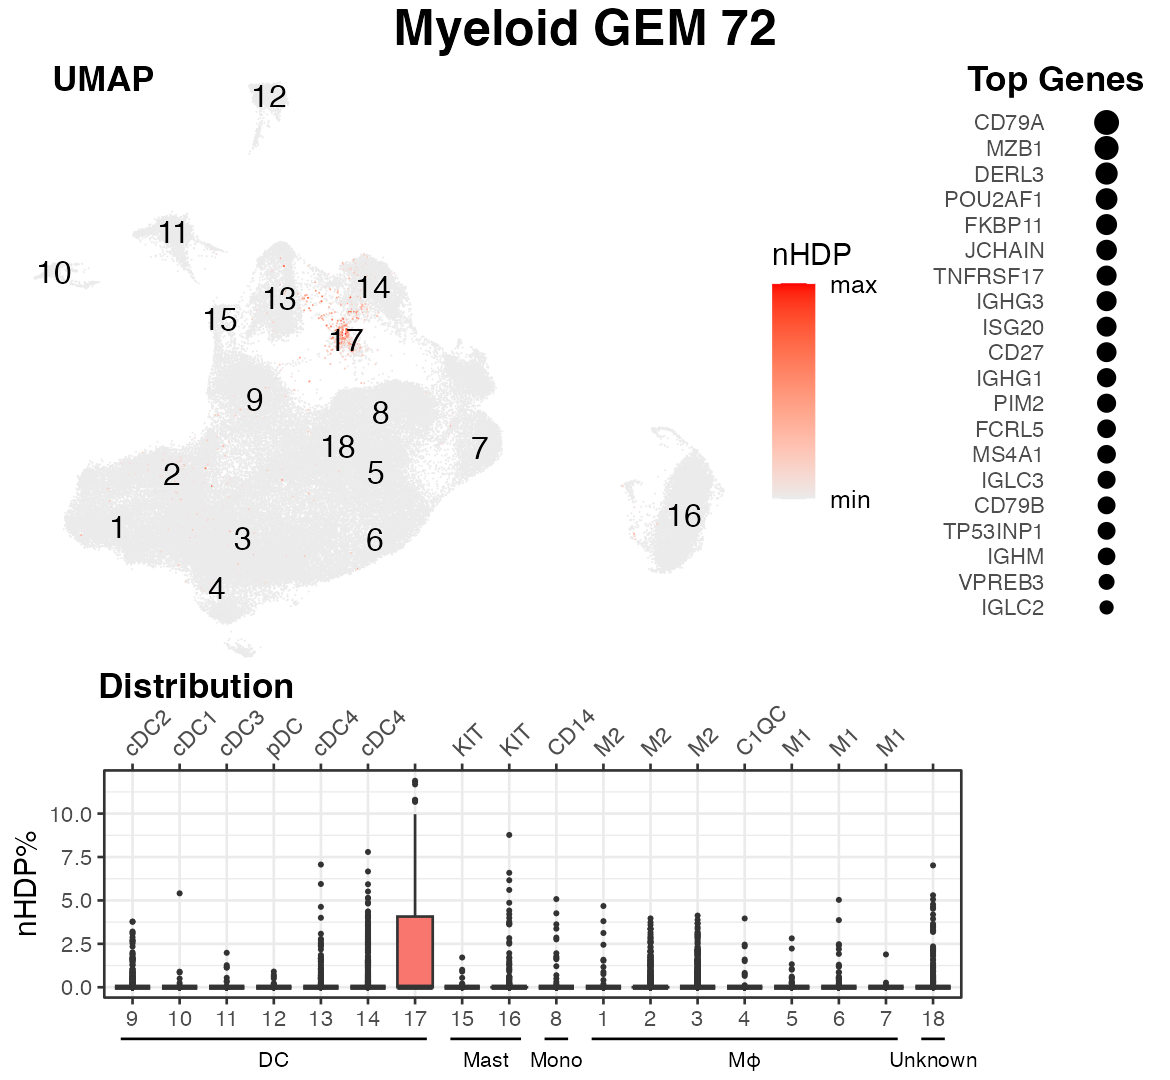 Myeloid GEM 72
UMAP
12
11
10
13
14
15
17
9
8
18
7
2
5
16
1
3
6
4
nHDP
max
min
Top Genes
CD79A
MZB1
DERL3
POU2AF1
FKBP11
JCHAIN
TNFRSF17
IGHG3
ISG20
CD27
IGHG1
PIM2
FCRL5
MS4A1
IGLC3
CD79B
TP53INP1
IGHM
VPREB3
IGLC2
Distribution
cDC2 cDC1 cDC3 pDC cDC4 cDC4 KIT KIT CD14 M2 M2 M2 C1QC M1 M1 M1
nHDP%
10.0
7.5
5.0
2.5
0.0
9 10 11 12 13 14 17 15 16 8 1 2 3 4 5 6 7 18
DC Mast Mono Mϕ Unknown